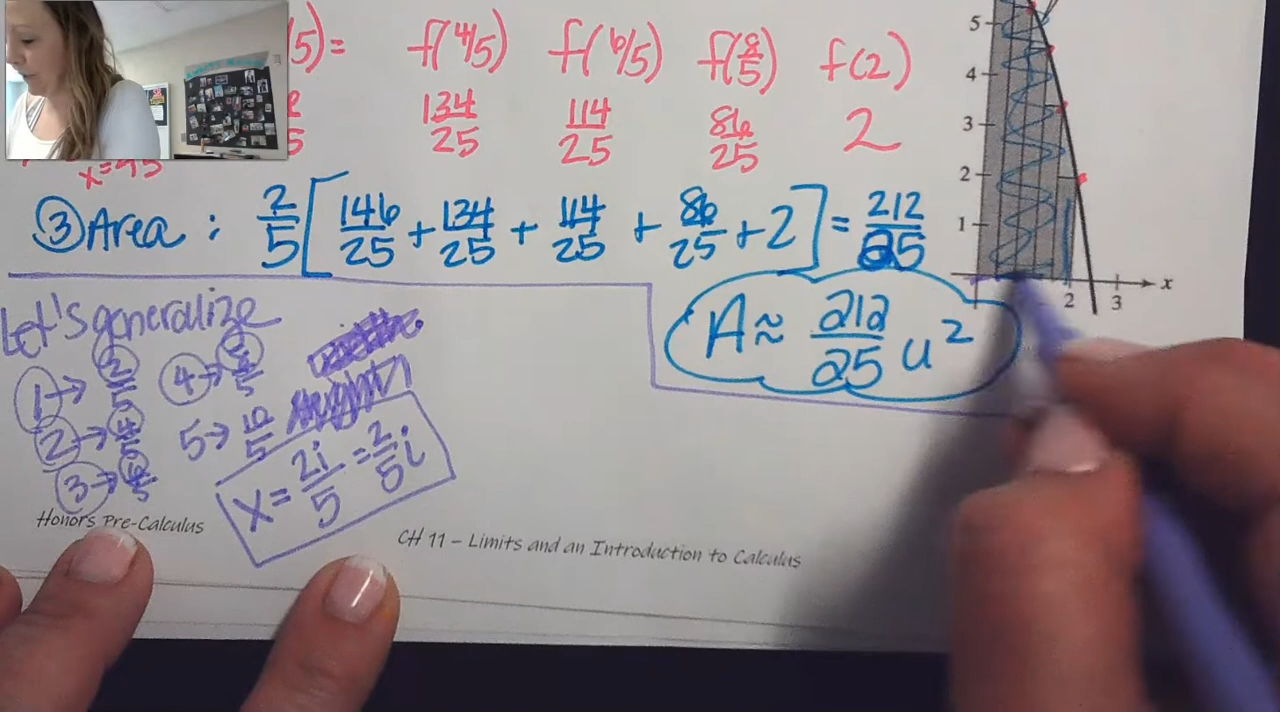 /5)= f(4/5) f(6/5) f(8/5) f(2)
134/25 114/25 86/25 2
③ Area : 2/5 [146/25 + 134/25 + 114/25 + 86/25 + 2] = 212/25
A ≈ 212/25 u²
Let's generalize
1 → 2/5
2 → 4/5
3 →
4 →
5 → 10/5
x = 2i/5 = 2/5 i
5
4
3
2
1
2 3 x
Honors Pre-Calculus
CH 11 – Limits and an Introduction to Calculus